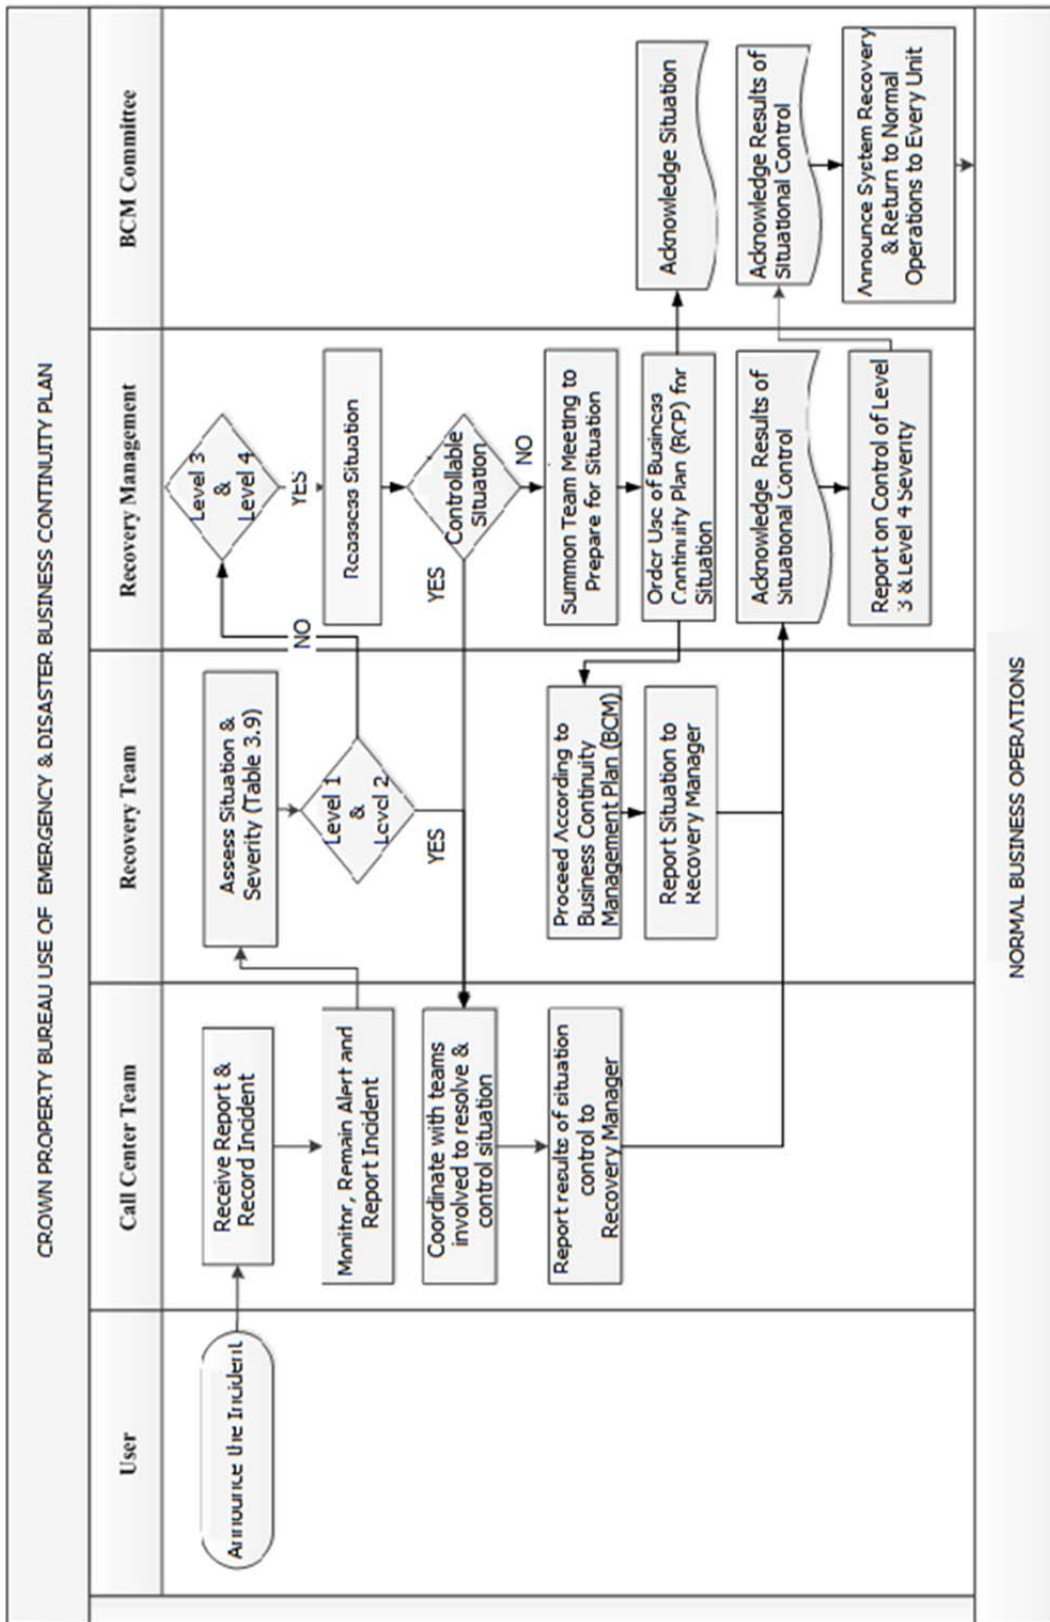 CROWN PROPERTY BUREAU USE OF EMERGENCY & DISASTER BUSINESS CONTINUITY PLAN
User
Call Center Team
Recovery Team
Recovery Management
BCM Committee
Announce the Incident
Receive Report &
Record Incident
Monitor, Remain Alert and
Report Incident
Coordinate with teams
involved to resolve &
control situation
Report results of situation
control to
Recovery Manager
Assess Situation &
Severity (Table 3.9)
Level 1
&
Level 2
YES
NO
Proceed According to
Business Continuity
Management Plan (BCM)
Report Situation to
Recovery Manager
Level 3
&
Level 4
YES
Reassess Situation
Controllable
Situation
YES
NO
Summon Team Meeting to
Prepare for Situation
Order Use of Business
Continuity Plan (BCP) for
Situation
Acknowledge Results of
Situational Control
Report on Control of Level
3 & Level 4 Severity
Acknowledge Situation
Acknowledge Results of
Situational Control
Announce System Recovery
& Return to Normal
Operations to Every Unit
NORMAL BUSINESS OPERATIONS